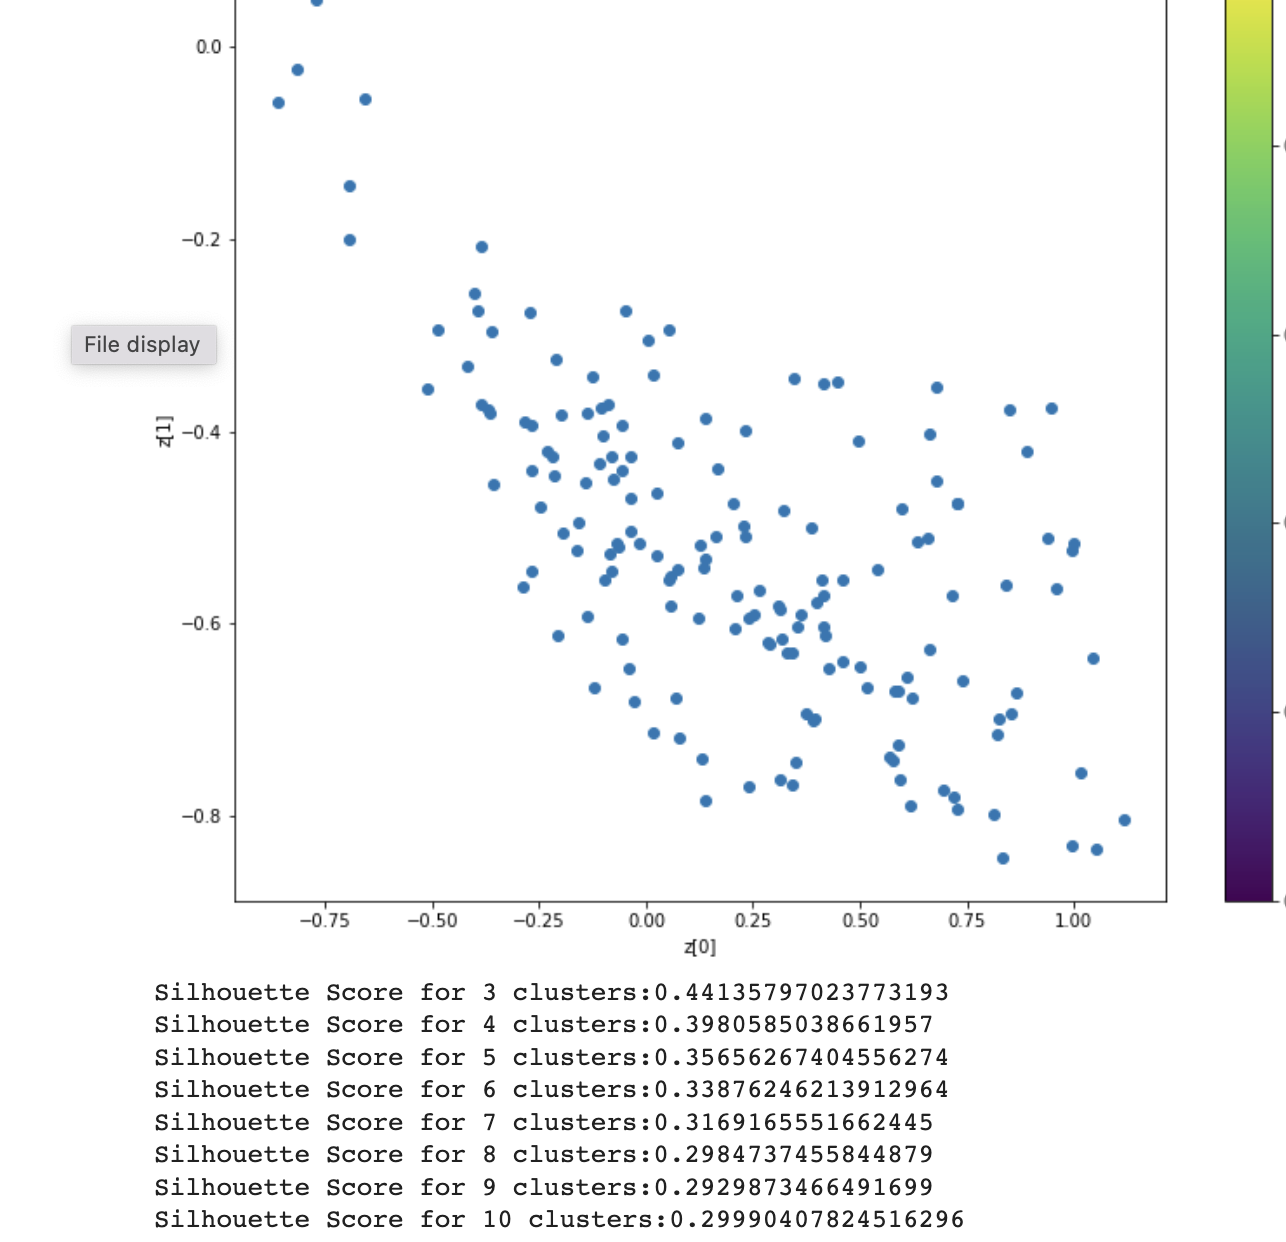 0.0
−0.2
File display
−0.4
z[1]
−0.6
−0.8
−0.75 −0.50 −0.25 0.00 0.25 0.50 0.75 1.00
z[0]
Silhouette Score for 3 clusters:0.44135797023773193
Silhouette Score for 4 clusters:0.3980585038661957
Silhouette Score for 5 clusters:0.35656267404556274
Silhouette Score for 6 clusters:0.33876246213912964
Silhouette Score for 7 clusters:0.3169165551662445
Silhouette Score for 8 clusters:0.2984737455844879
Silhouette Score for 9 clusters:0.2929873466491699
Silhouette Score for 10 clusters:0.29990407824516296